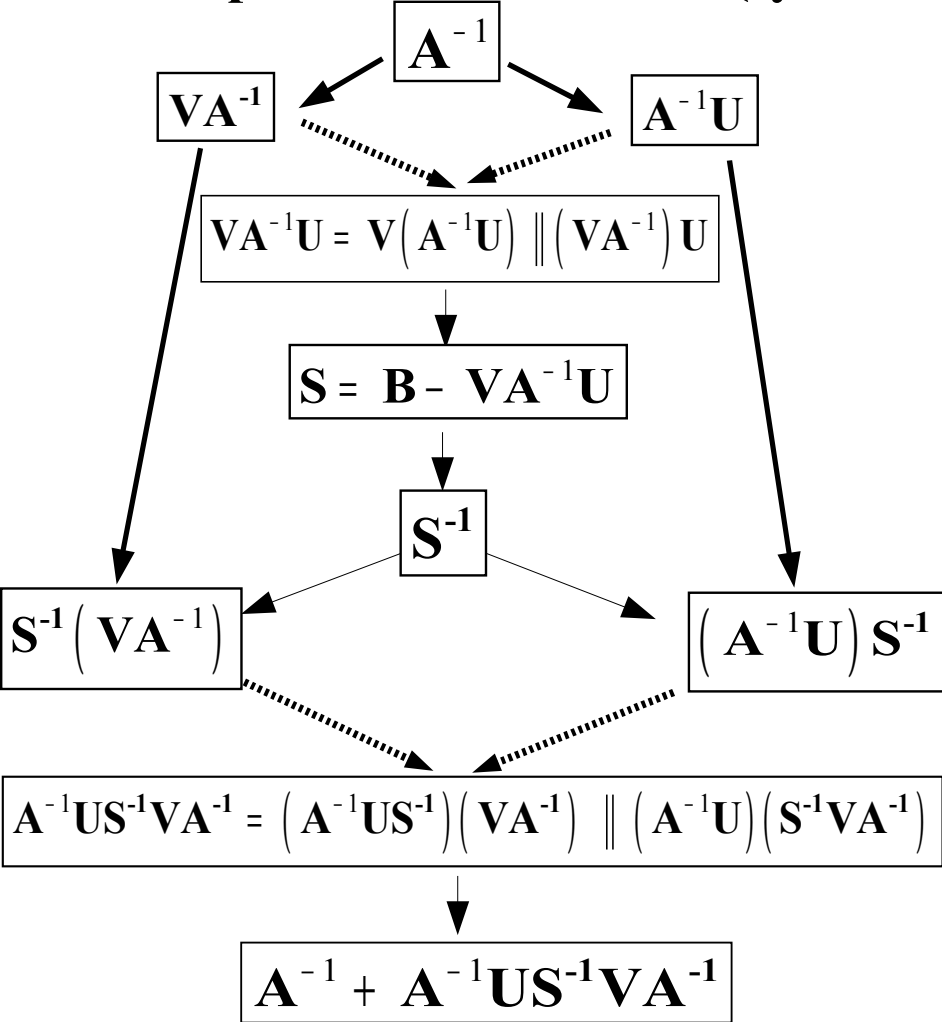 A⁻¹
VA⁻¹
A⁻¹U
VA⁻¹U = V(A⁻¹U) ‖ (VA⁻¹)U
S = B − VA⁻¹U
S⁻¹
S⁻¹(VA⁻¹)
(A⁻¹U)S⁻¹
A⁻¹US⁻¹VA⁻¹ = (A⁻¹US⁻¹)(VA⁻¹) ‖ (A⁻¹U)(S⁻¹VA⁻¹)
A⁻¹ + A⁻¹US⁻¹VA⁻¹